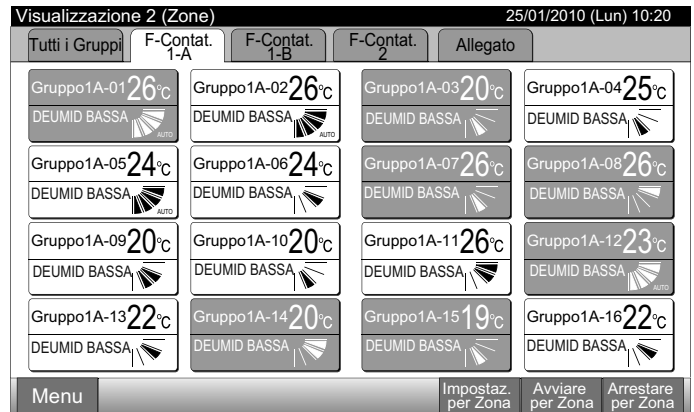 Visualizzazione 2 (Zone) 25/01/2010 (Lun) 10:20
Tutti i Gruppi F-Contat. 1-A F-Contat. 1-B F-Contat. 2 Allegato
Gruppo1A-01 26°C Gruppo1A-02 26°C Gruppo1A-03 20°C Gruppo1A-04 25°C
DEUMID BASSA AUTO DEUMID BASSA AUTO DEUMID BASSA DEUMID BASSA
Gruppo1A-05 24°C Gruppo1A-06 24°C Gruppo1A-07 26°C Gruppo1A-08 26°C
DEUMID BASSA AUTO DEUMID BASSA DEUMID BASSA DEUMID BASSA
Gruppo1A-09 20°C Gruppo1A-10 20°C Gruppo1A-11 26°C Gruppo1A-12 23°C
DEUMID BASSA DEUMID BASSA DEUMID BASSA DEUMID BASSA AUTO
Gruppo1A-13 22°C Gruppo1A-14 20°C Gruppo1A-15 19°C Gruppo1A-16 22°C
DEUMID BASSA DEUMID BASSA DEUMID BASSA DEUMID BASSA
Menu Impostaz. per Zona Avviare per Zona Arrestare per Zona